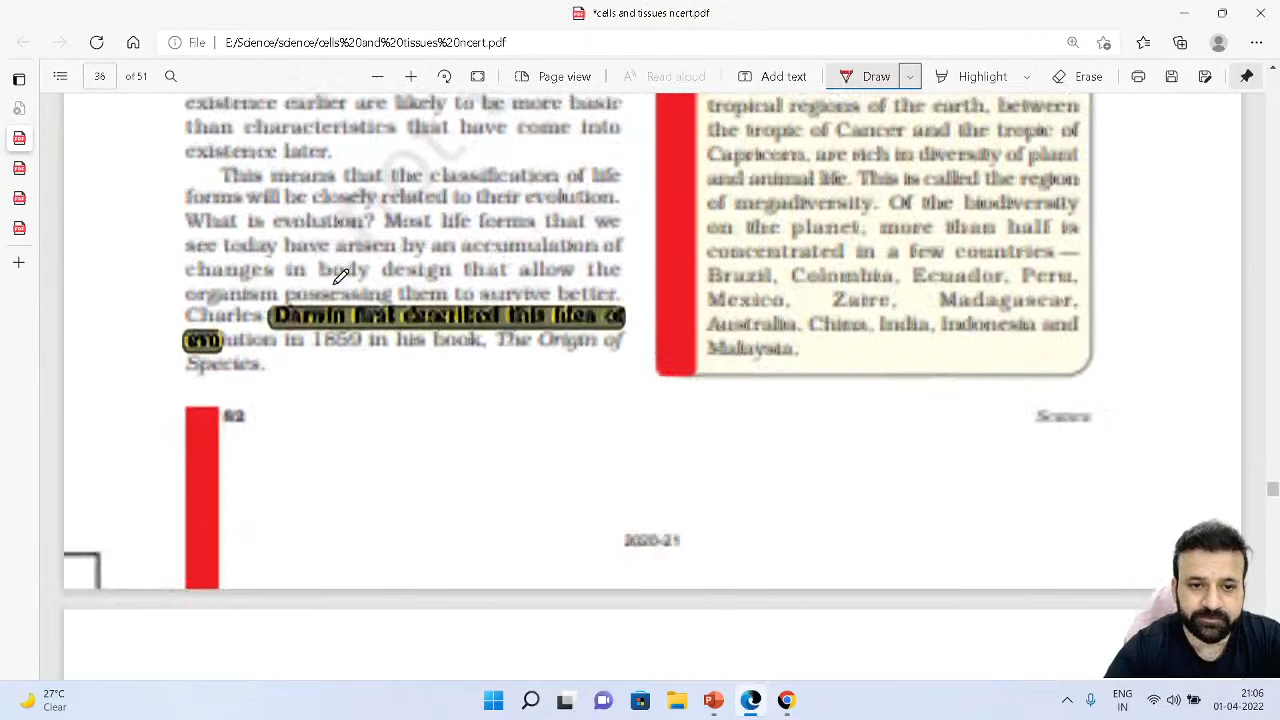 *cells and tissues ncert.pdf
File E:/Science/science/cells%20and%20tissues%20ncert.pdf
36 of 51 Page view Read aloud Add text Draw Highlight Erase
existence earlier are likely to be more basic
than characteristics that have come into
existence later.
This means that the classification of life
forms will be closely related to their evolution.
What is evolution? Most life forms that we
see today have arisen by an accumulation of
changes in body design that allow the
organism possessing them to survive better.
Charles Darwin first described this idea of
evolution in 1859 in his book, The Origin of
Species.
62
tropical regions of the earth, between
the tropic of Cancer and the tropic of
Capricorn, are rich in diversity of plant
and animal life. This is called the region
of megadiversity. Of the biodiversity
on the planet, more than half is
concentrated in a few countries —
Brazil, Colombia, Ecuador, Peru,
Mexico, Zaire, Madagascar,
Australia, China, India, Indonesia and
Malaysia.
Science
2020-21
27°C
Clear
ENG
IN
21:06
01-04-2022